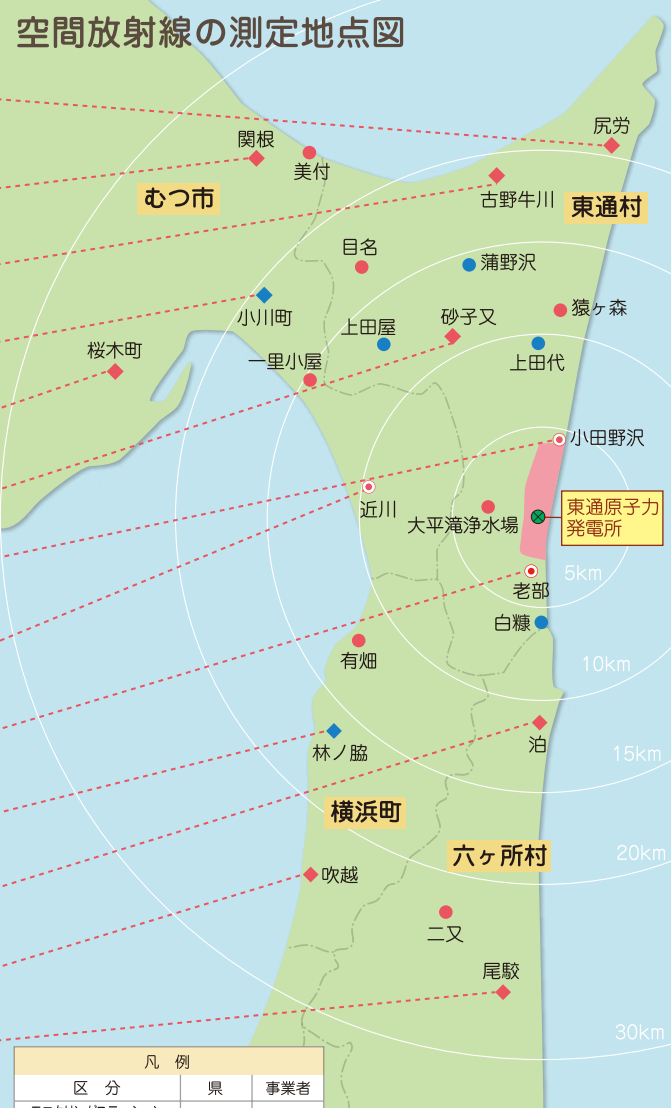 空間放射線の測定地点図
尻労
関根
美付
むつ市
古野牛川
東通村
目名
蒲野沢
小川町
猿ヶ森
上田屋
砂子又
桜木町
一里小屋
上田代
小田野沢
近川
大平滝浄水場
東通原子力
発電所
5km
老部
白糠
有畑
10km
泊
林ノ脇
15km
横浜町
六ヶ所村
20km
吹越
二又
尾駮
30km
凡 例
区 分 県 事業者